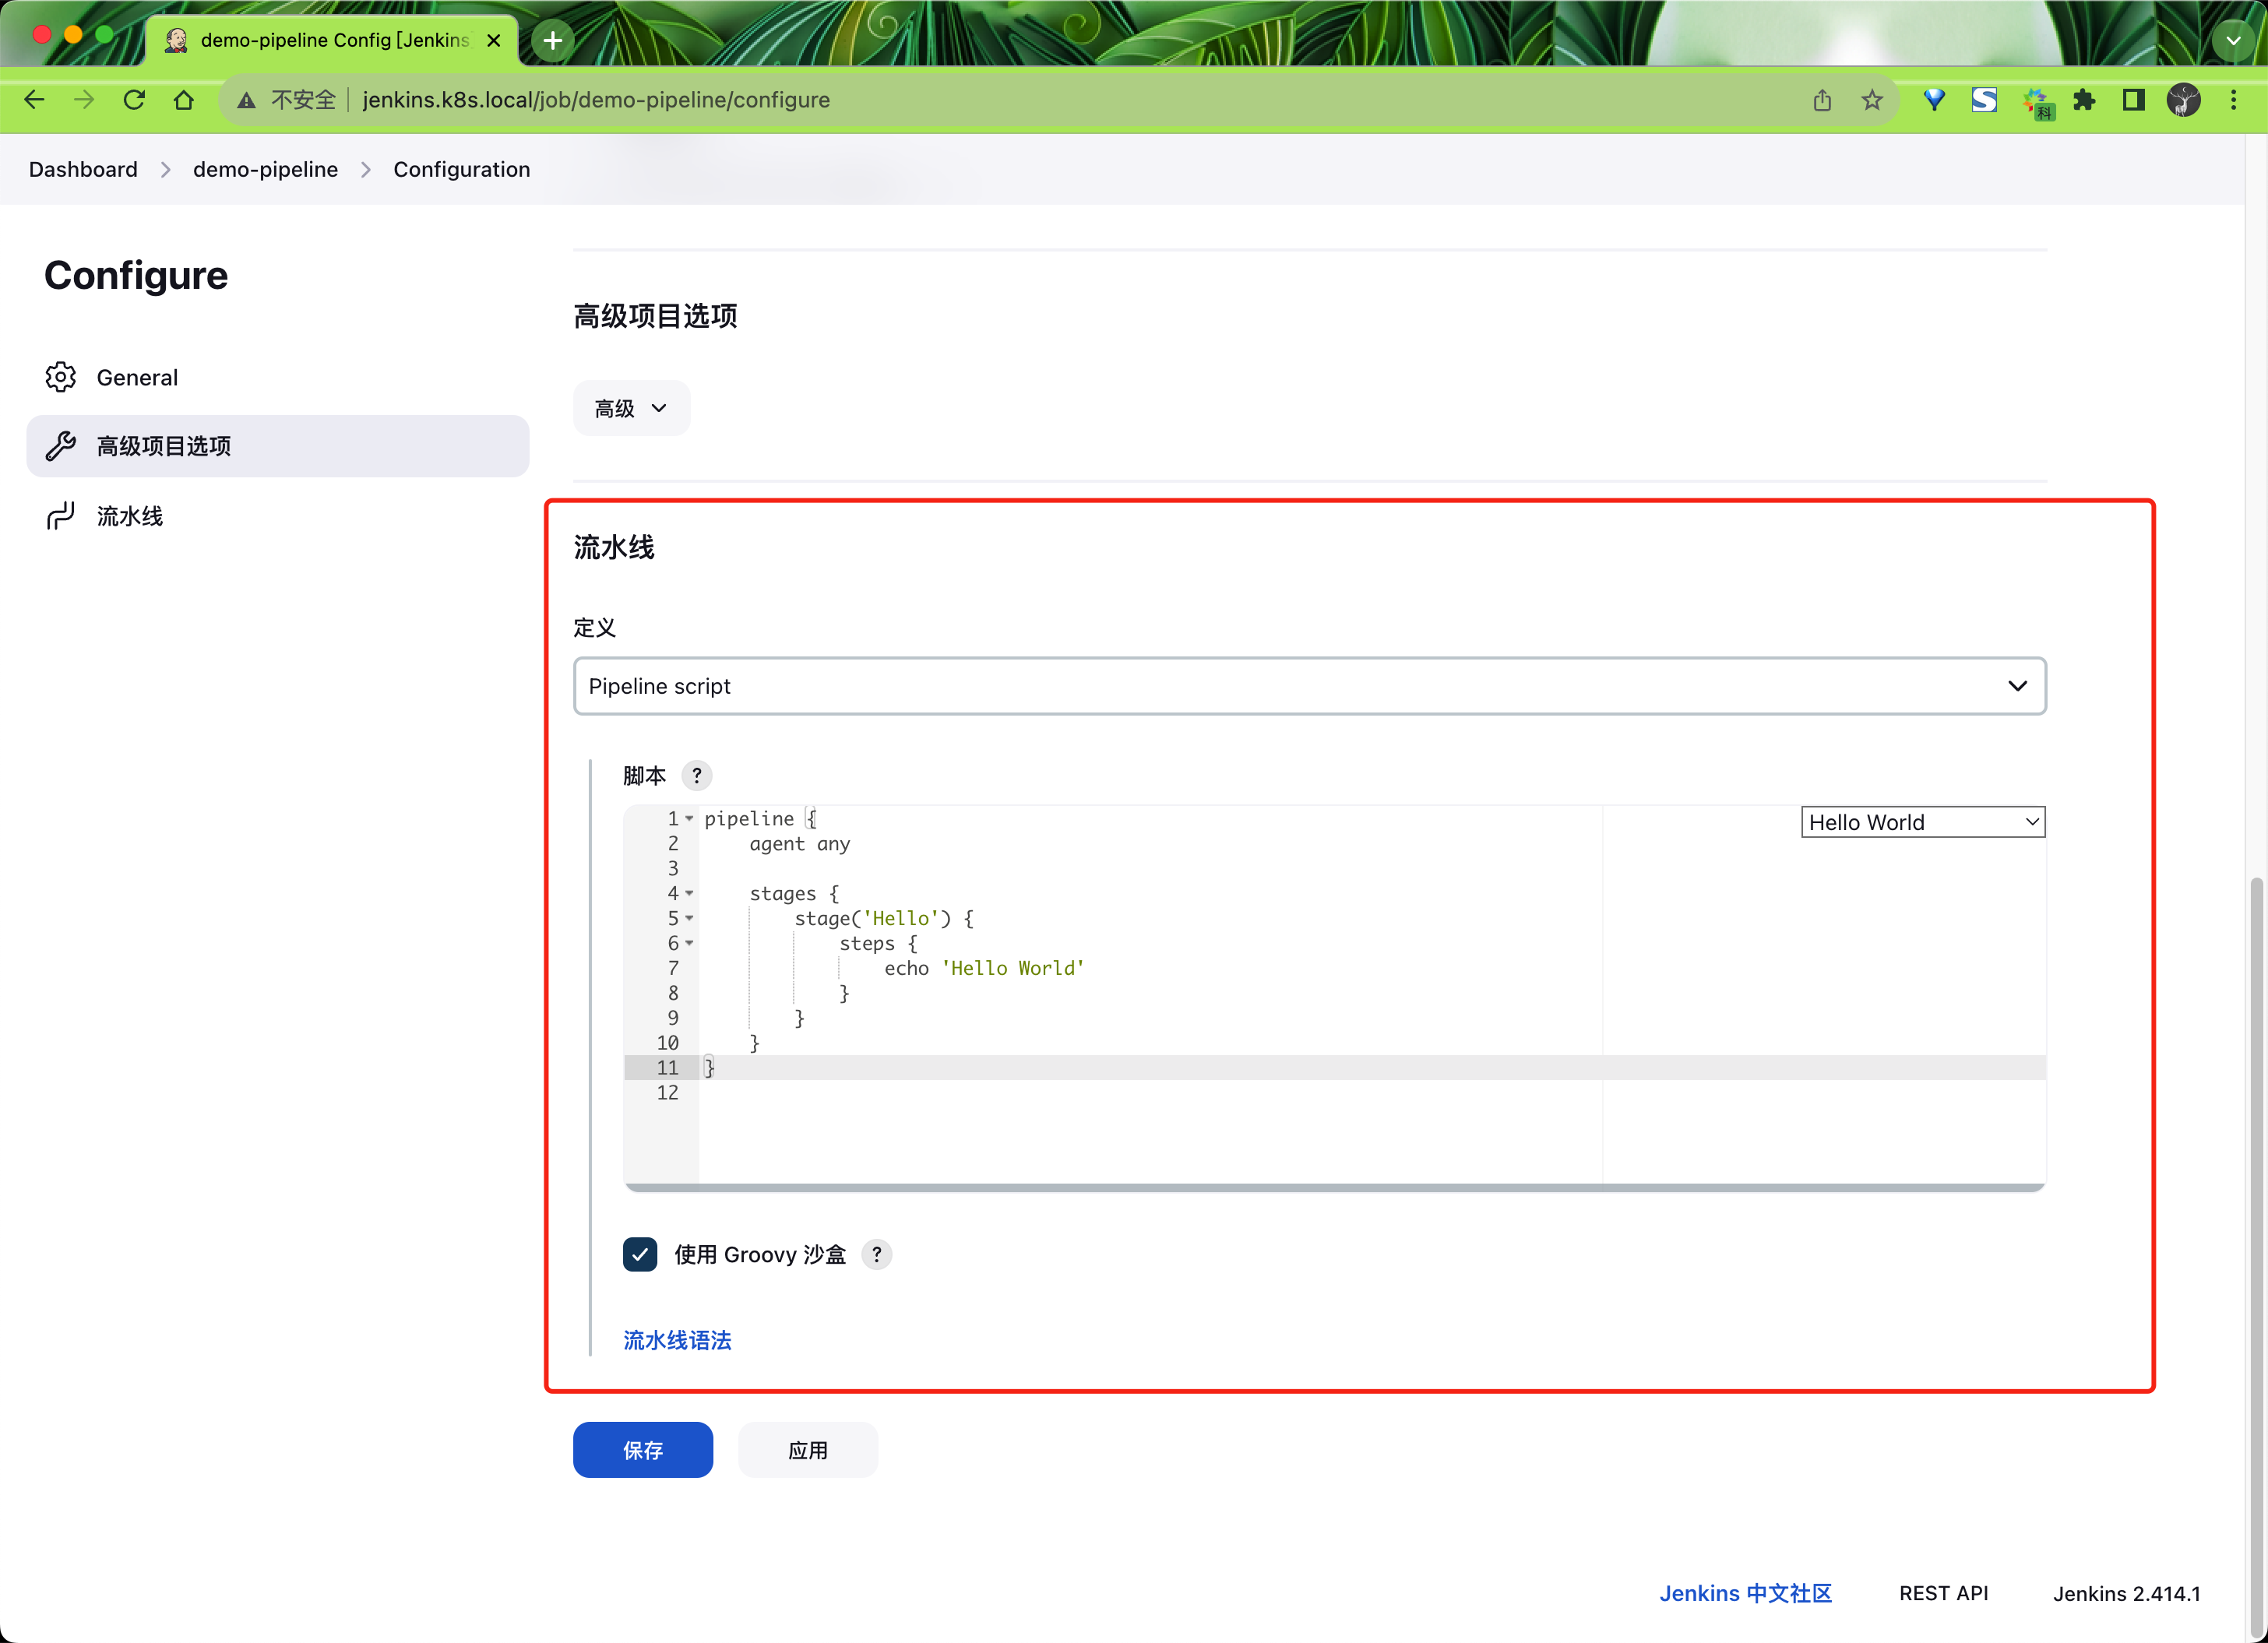 demo-pipeline Config [Jenkins
不安全 jenkins.k8s.local/job/demo-pipeline/configure
科
Dashboard > demo-pipeline > Configuration
Configure
General
高级项目选项
流水线
高级项目选项
高级
流水线
定义
Pipeline script
脚本 ?
Hello World
1 pipeline {
2     agent any
3
4     stages {
5         stage('Hello') {
6             steps {
7                 echo 'Hello World'
8             }
9         }
10     }
11 }
12
使用 Groovy 沙盒 ?
流水线语法
保存 应用
Jenkins 中文社区 REST API Jenkins 2.414.1